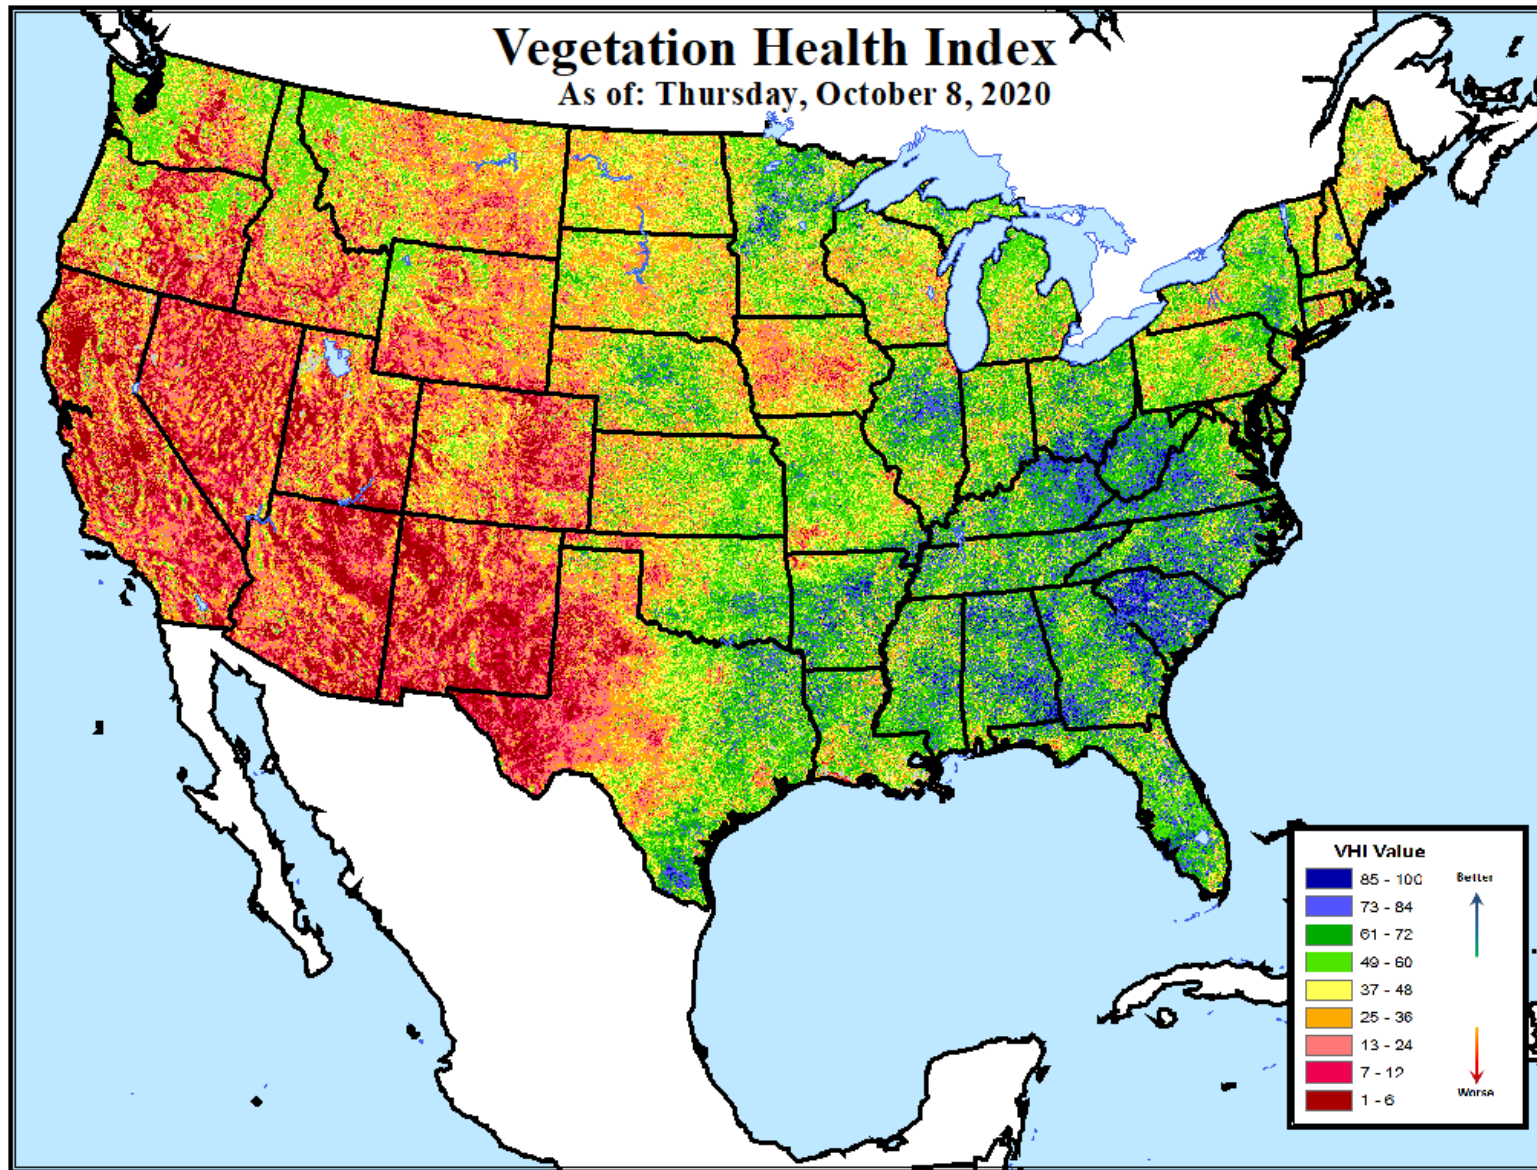 Vegetation Health Index
As of: Thursday, October 8, 2020
VHI Value
85 - 100
Better
73 - 84
61 - 72
49 - 60
37 - 48
25 - 36
13 - 24
7 - 12
Worse
1 - 6